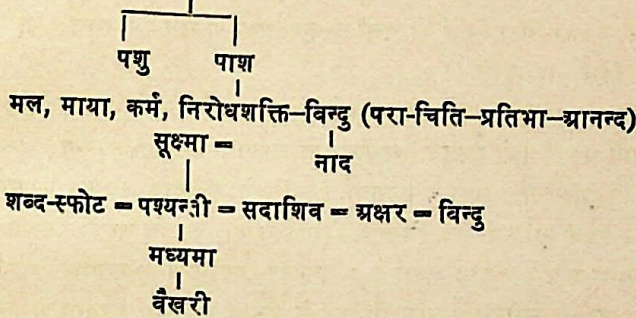 पशु पाश
मल, माया, कर्म, निरोधशक्ति–विन्दु (परा-चिति–प्रतिभा–आनन्द)
सूक्ष्मा = नाद
शब्द-स्फोट = पश्यन्ती = सदाशिव = अक्षर = विन्दु
मध्यमा
वैखरी